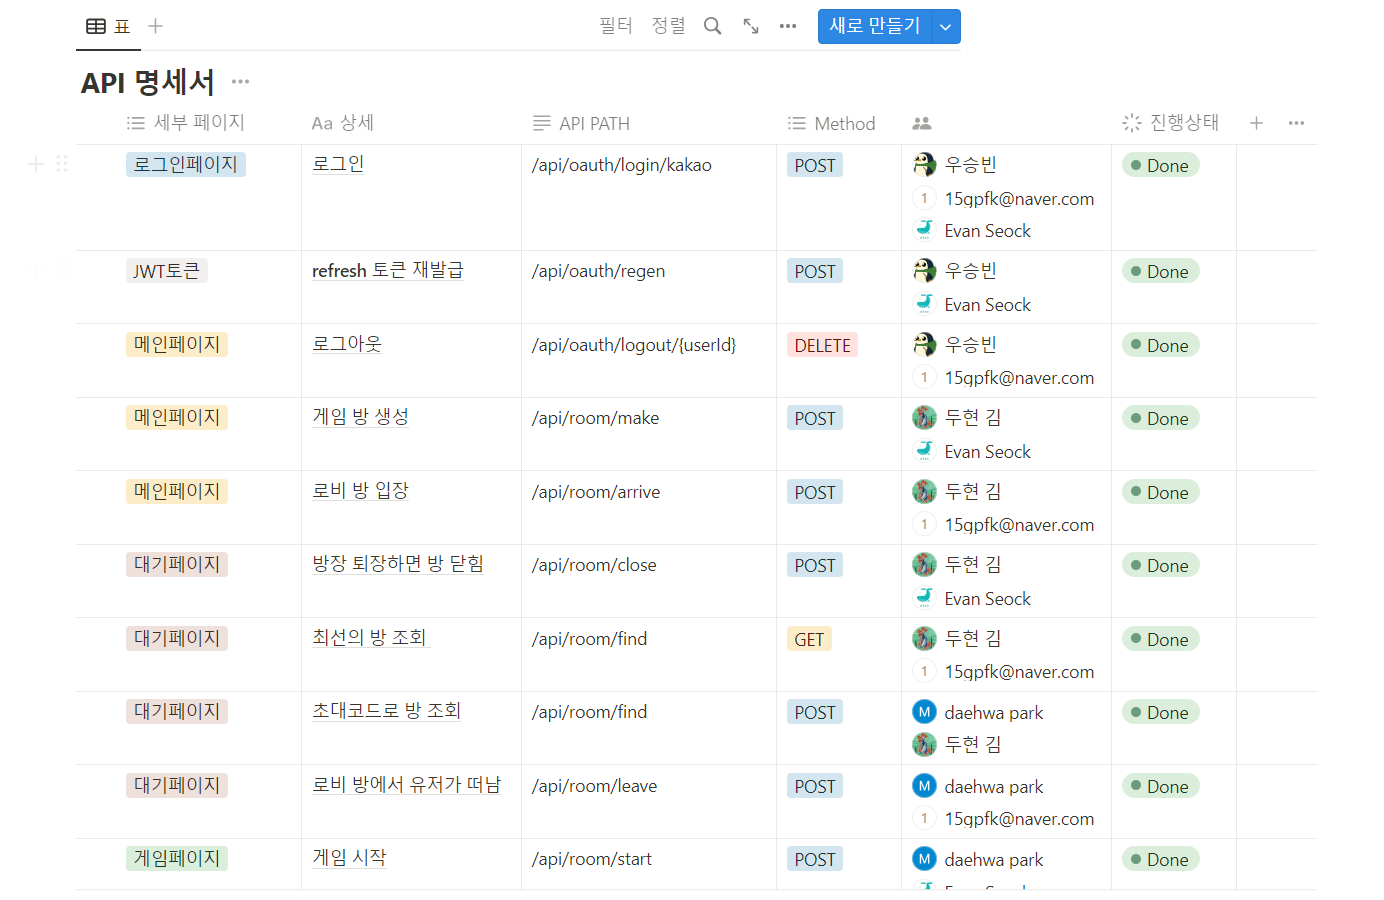 표
필터 정렬 새로 만들기
API 명세서
세부 페이지 Aa 상세 API PATH Method 진행상태
로그인페이지 로그인 /api/oauth/login/kakao POST 우승빈 Done
1 15gpfk@naver.com
Evan Seock
JWT토큰 refresh 토큰 재발급 /api/oauth/regen POST 우승빈 Done
Evan Seock
메인페이지 로그아웃 /api/oauth/logout/{userId} DELETE 우승빈 Done
1 15gpfk@naver.com
메인페이지 게임 방 생성 /api/room/make POST 두현 김 Done
Evan Seock
메인페이지 로비 방 입장 /api/room/arrive POST 두현 김 Done
1 15gpfk@naver.com
대기페이지 방장 퇴장하면 방 닫힘 /api/room/close POST 두현 김 Done
Evan Seock
대기페이지 최선의 방 조회 /api/room/find GET 두현 김 Done
1 15gpfk@naver.com
대기페이지 초대코드로 방 조회 /api/room/find POST M daehwa park Done
두현 김
대기페이지 로비 방에서 유저가 떠남 /api/room/leave POST M daehwa park Done
1 15gpfk@naver.com
게임페이지 게임 시작 /api/room/start POST M daehwa park Done